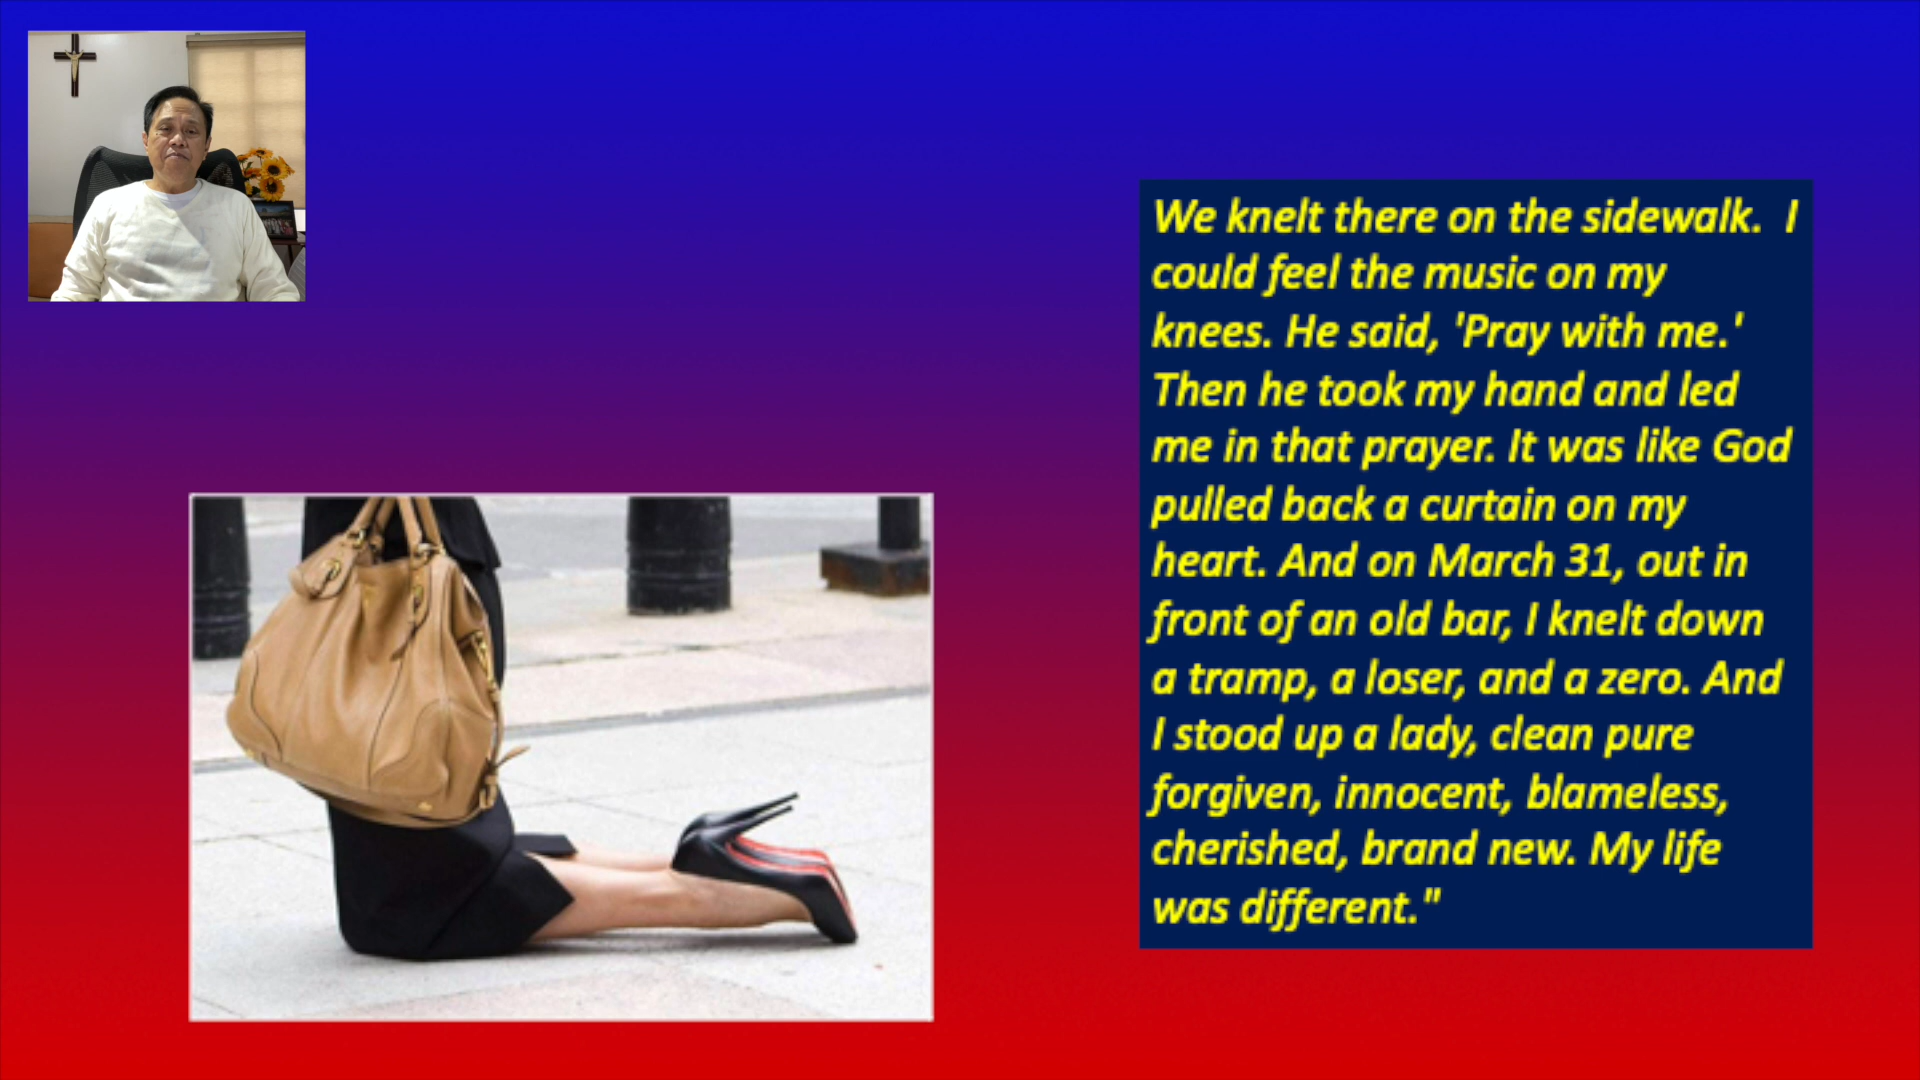 We knelt there on the sidewalk.  I
could feel the music on my
knees. He said, 'Pray with me.'
Then he took my hand and led
me in that prayer. It was like God
pulled back a curtain on my
heart. And on March 31, out in
front of an old bar, I knelt down
a tramp, a loser, and a zero. And
I stood up a lady, clean pure
forgiven, innocent, blameless,
cherished, brand new. My life
was different."